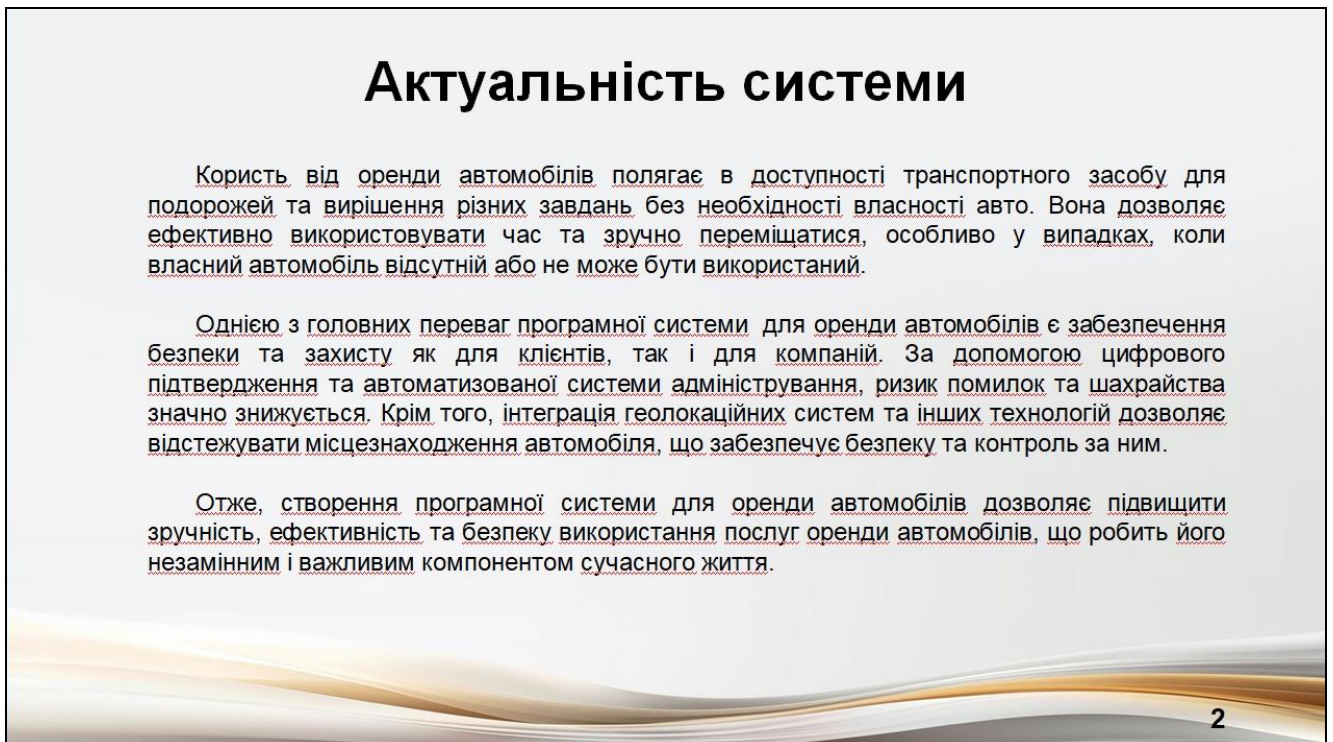 Актуальність системи
Користь від оренди автомобілів полягає в доступності транспортного засобу для
подорожей та вирішення різних завдань без необхідності власності авто. Вона дозволяє
ефективно використовувати час та зручно переміщатися, особливо у випадках, коли
власний автомобіль відсутній або не може бути використаний.
Однією з головних переваг програмної системи для оренди автомобілів є забезпечення
безпеки та захисту як для клієнтів, так і для компаній. За допомогою цифрового
підтвердження та автоматизованої системи адміністрування, ризик помилок та шахрайства
значно знижується. Крім того, інтеграція геолокаційних систем та інших технологій дозволяє
відстежувати місцезнаходження автомобіля, що забезпечує безпеку та контроль за ним.
Отже, створення програмної системи для оренди автомобілів дозволяє підвищити
зручність, ефективність та безпеку використання послуг оренди автомобілів, що робить його
незамінним і важливим компонентом сучасного життя.
2